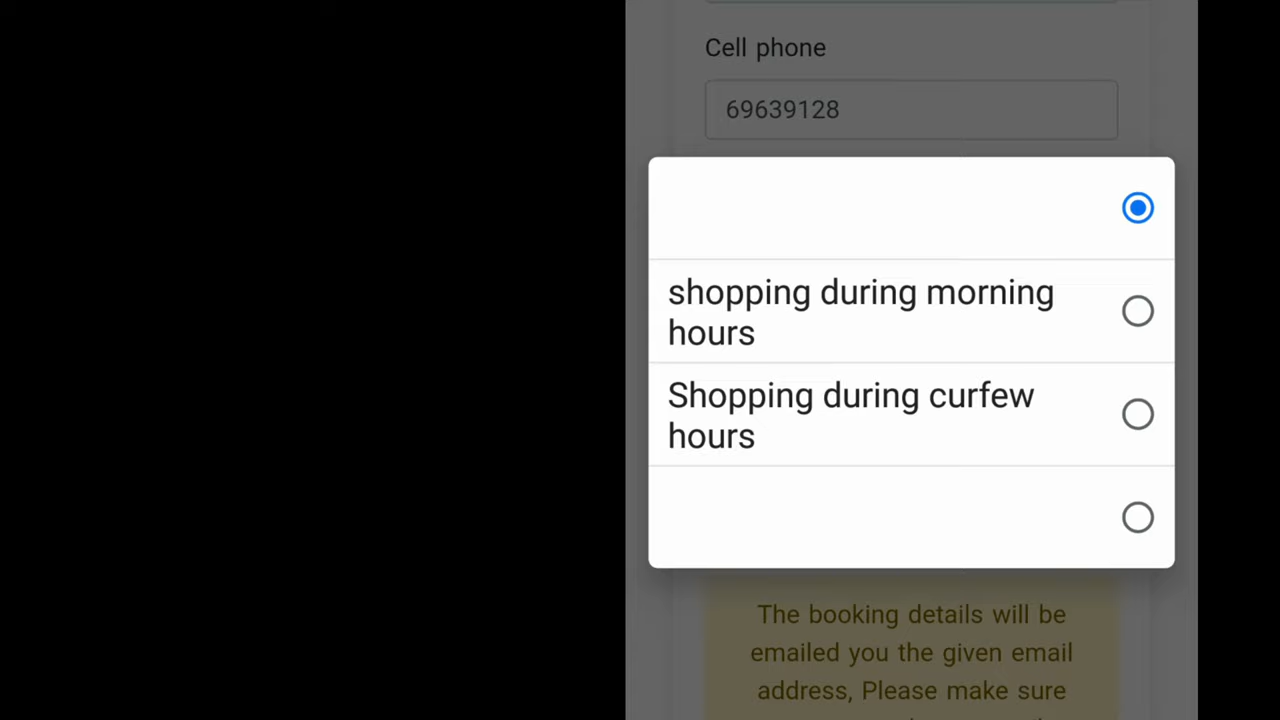 Cell phone
69639128
shopping during morning
hours
Shopping during curfew
hours
The booking details will be
emailed you the given email
address, Please make sure